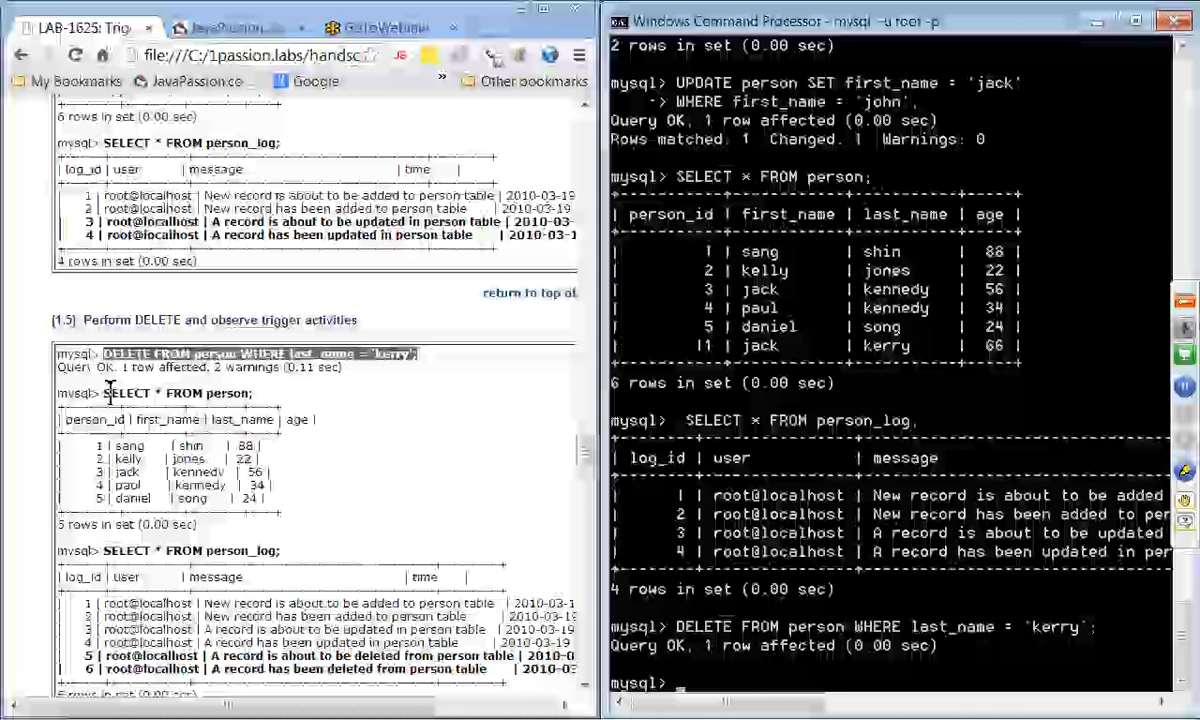 LAB-1625: Trig
JavaPassion.co
GoToWebinar
file:///C:/1passion.labs/handsc
My Bookmarks
JavaPassion.co
Google
»
Other bookmarks
6 rows in set (0.00 sec)
mysql> SELECT * FROM person_log;
| log_id | user | message | time |
| 1 | root@localhost | New record is about to be added to person table | 2010-03-19
| 2 | root@localhost | New record has been added to person table | 2010-03-19
| 3 | root@localhost | A record is about to be updated in person table | 2010-03-
| 4 | root@localhost | A record has been updated in person table | 2010-03-1
4 rows in set (0.00 sec)
return to top of
(1.5) Perform DELETE and observe trigger activities
mysql> DELETE FROM person WHERE last_name = 'kerry';
Query OK, 1 row affected, 2 warnings (0.11 sec)
mysql> SELECT * FROM person;
| person_id | first_name | last_name | age |
| 1 | sang | shin | 88 |
| 2 | kelly | jones | 22 |
| 3 | jack | kennedy | 56 |
| 4 | paul | kennedy | 34 |
| 5 | daniel | song | 24 |
5 rows in set (0.00 sec)
mysql> SELECT * FROM person_log;
| log_id | user | message | time |
| 1 | root@localhost | New record is about to be added to person table | 2010-03-1
| 2 | root@localhost | New record has been added to person table | 2010-03-19
| 3 | root@localhost | A record is about to be updated in person table | 2010-03-1
| 4 | root@localhost | A record has been updated in person table | 2010-03-19
| 5 | root@localhost | A record is about to be deleted from person table | 2010-03
| 6 | root@localhost | A record has been deleted from person table | 2010-03-
6 rows in set (0.00 sec)
Windows Command Processor - mysql -u root -p
2 rows in set (0.00 sec)
mysql> UPDATE person SET first_name = 'jack'
-> WHERE first_name = 'john';
Query OK, 1 row affected (0.00 sec)
Rows matched: 1 Changed: 1 Warnings: 0
mysql> SELECT * FROM person;
| person_id | first_name | last_name | age |
| 1 | sang | shin | 88 |
| 2 | kelly | jones | 22 |
| 3 | jack | kennedy | 56 |
| 4 | paul | kennedy | 34 |
| 5 | daniel | song | 24 |
| 11 | jack | kerry | 66 |
6 rows in set (0.00 sec)
mysql> SELECT * FROM person_log;
| log_id | user | message
| 1 | root@localhost | New record is about to be added
| 2 | root@localhost | New record has been added to per
| 3 | root@localhost | A record is about to be updated
| 4 | root@localhost | A record has been updated in per
4 rows in set (0.00 sec)
mysql> DELETE FROM person WHERE last_name = 'kerry';
Query OK, 1 row affected (0.00 sec)
mysql>